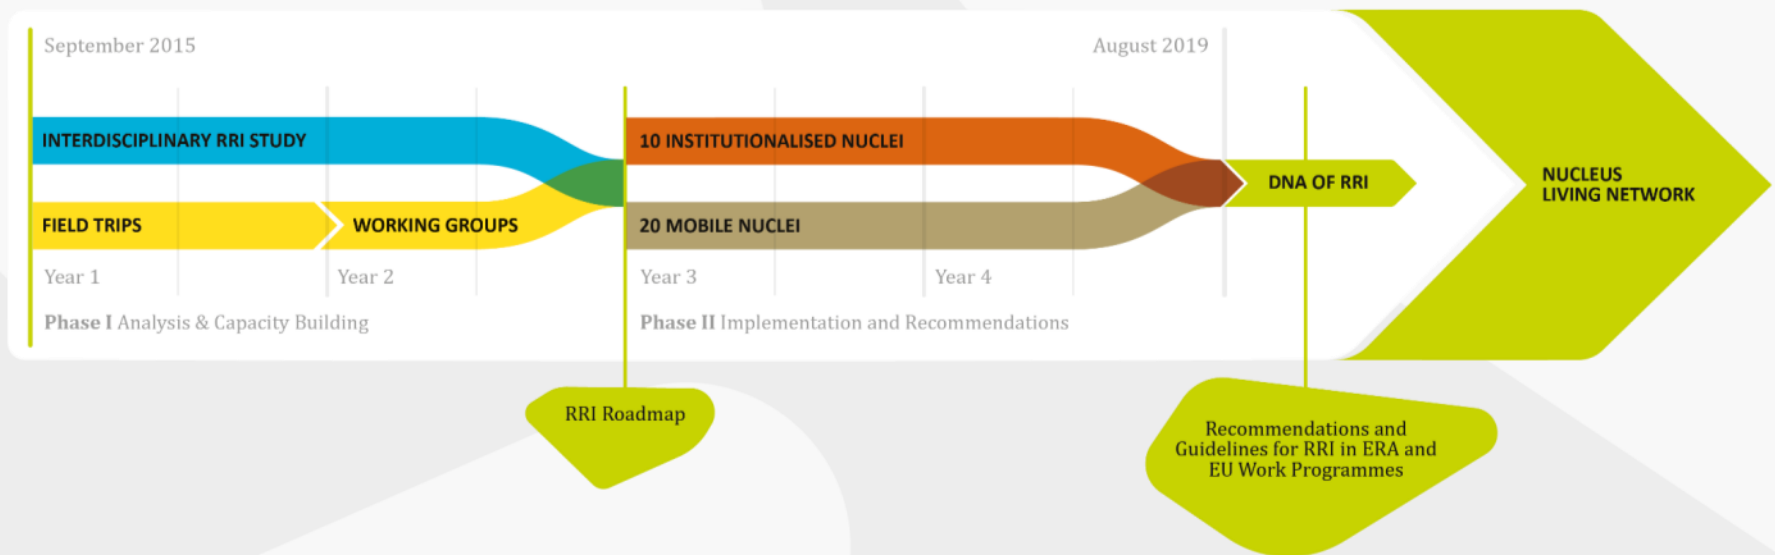 September 2015
August 2019
INTERDISCIPLINARY RRI STUDY
10 INSTITUTIONALISED NUCLEI
DNA OF RRI
NUCLEUS
LIVING NETWORK
FIELD TRIPS
WORKING GROUPS
20 MOBILE NUCLEI
Year 1
Year 2
Year 3
Year 4
Phase I Analysis & Capacity Building
Phase II Implementation and Recommendations
RRI Roadmap
Recommendations and
Guidelines for RRI in ERA and
EU Work Programmes